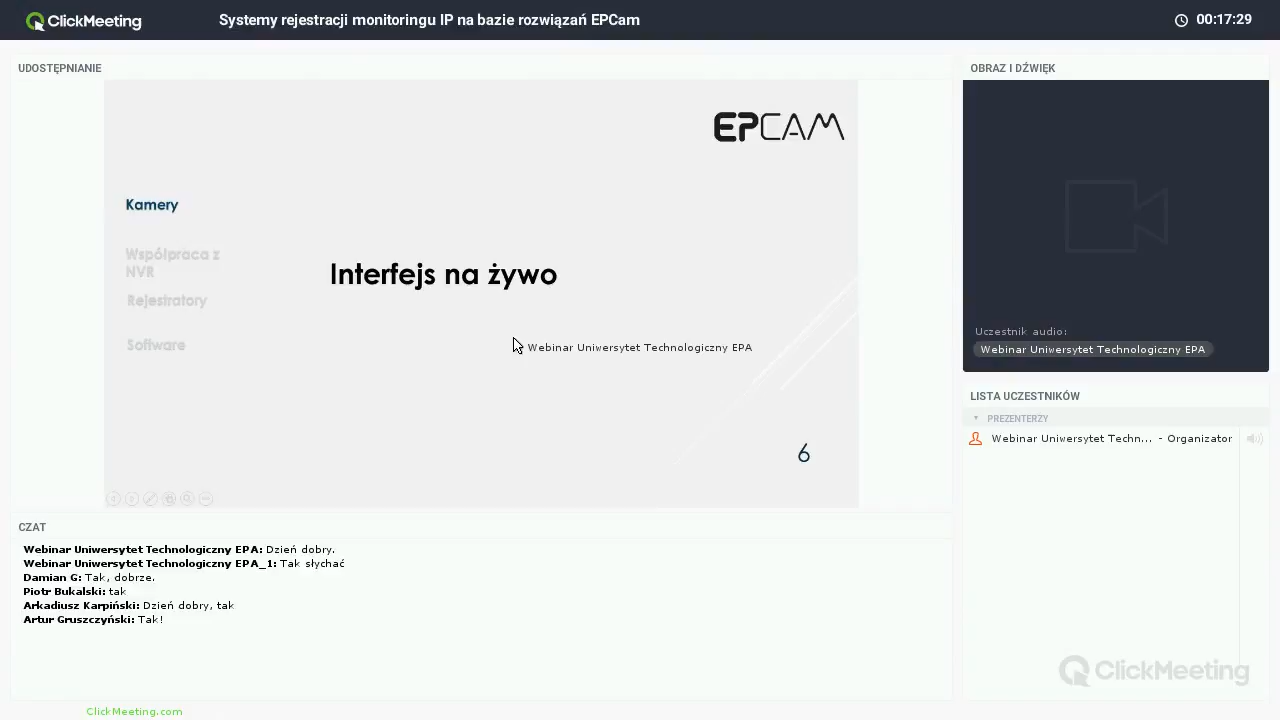 ClickMeeting
Systemy rejestracji monitoringu IP na bazie rozwiązań EPCam
00:17:29
UDOSTĘPNIANIE
EPCAM
Kamery
Współpraca z
NVR
Rejestratory
Software
Interfejs na żywo
Webinar Uniwersytet Technologiczny EPA
6
OBRAZ I DŹWIĘK
Uczestnik audio:
Webinar Uniwersytet Technologiczny EPA
LISTA UCZESTNIKÓW
PREZENTERZY
Webinar Uniwersytet Techn... - Organizator
CZAT
Webinar Uniwersytet Technologiczny EPA: Dzień dobry.
Webinar Uniwersytet Technologiczny EPA_1: Tak słychać
Damian G: Tak, dobrze.
Piotr Bukalski: tak
Arkadiusz Karpiński: Dzień dobry, tak
Artur Gruszczyński: Tak!
ClickMeeting
ClickMeeting.com